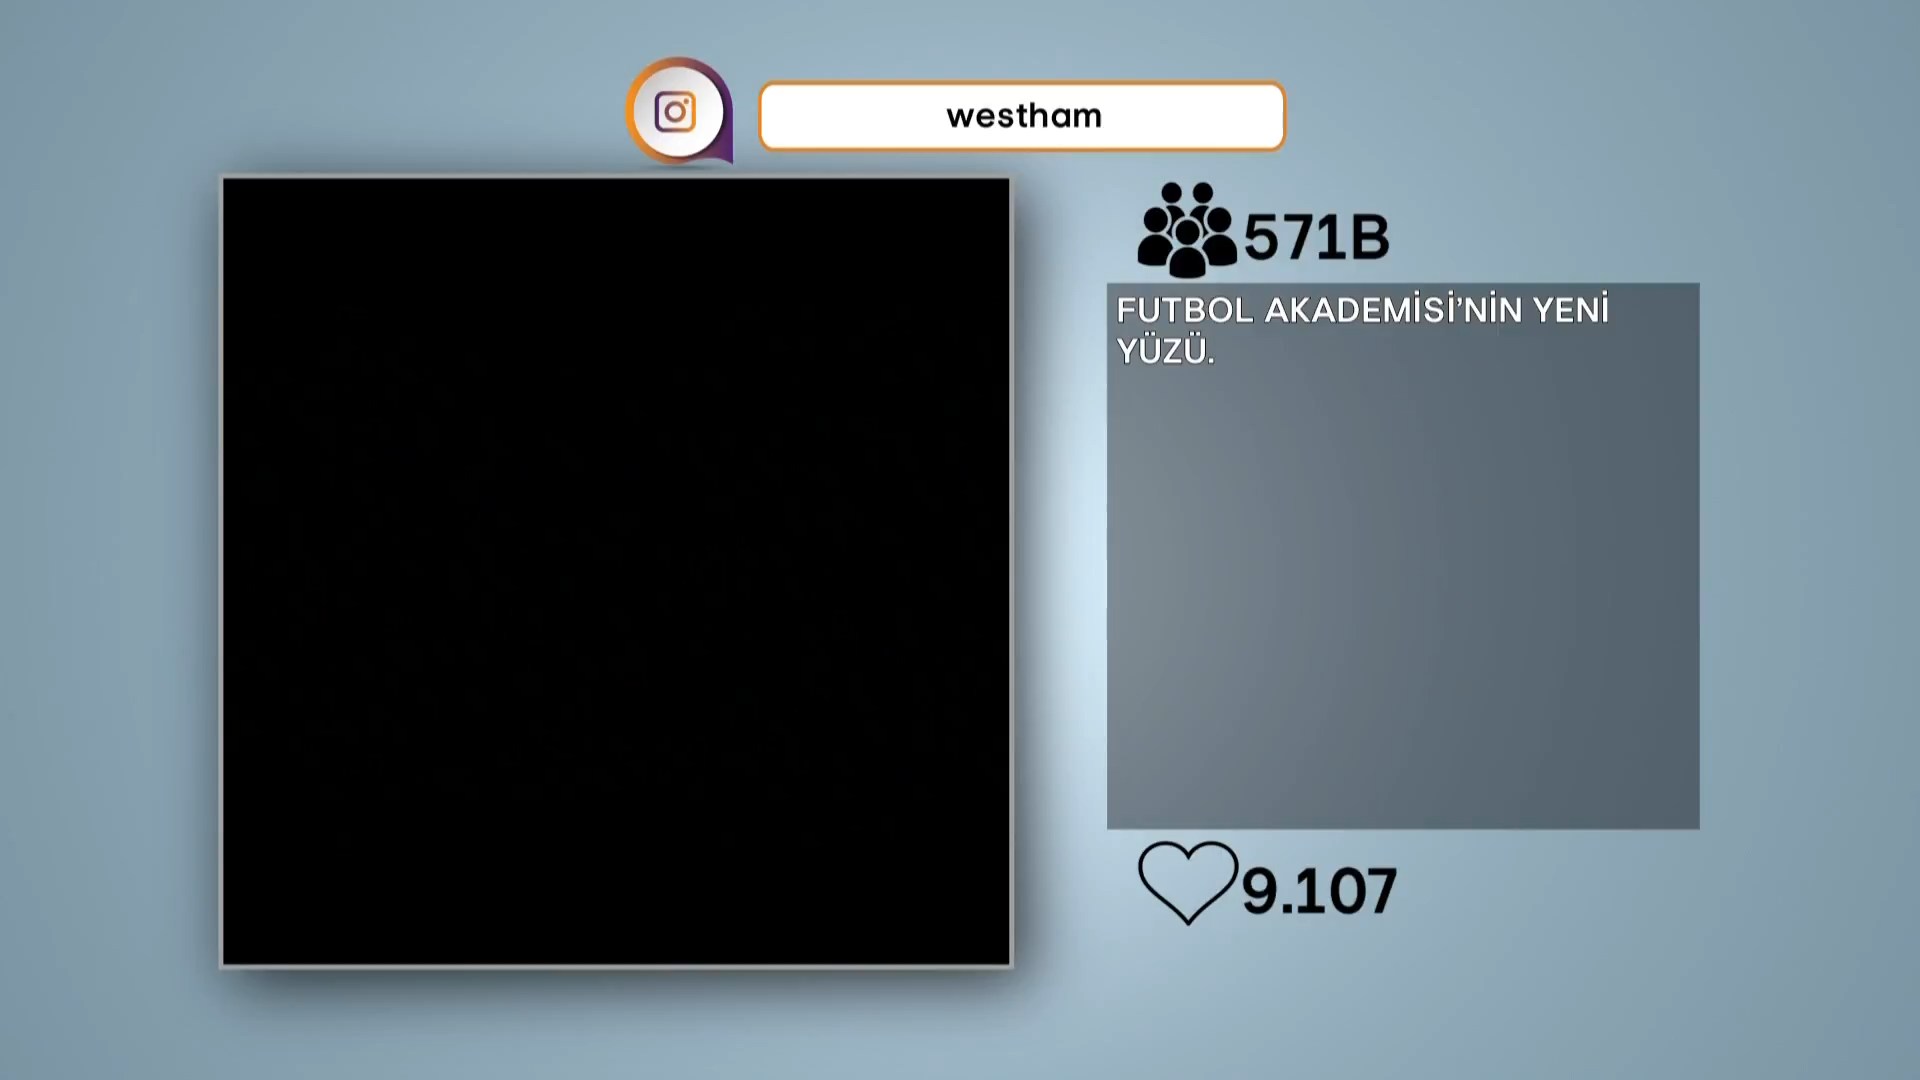 westham
571B
FUTBOL AKADEMİSİ’NİN YENİ
YÜZÜ.
9.107